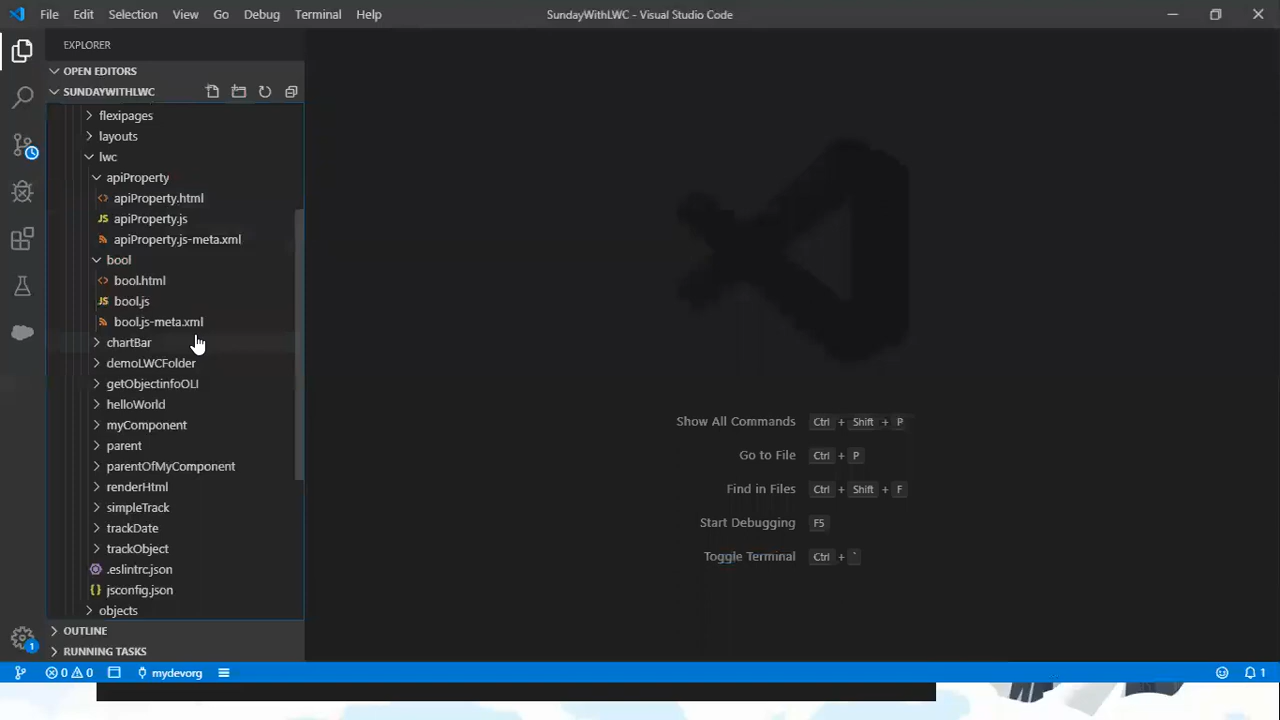 File Edit Selection View Go Debug Terminal Help SundayWithLWC - Visual Studio Code
EXPLORER
OPEN EDITORS
SUNDAYWITHLWC
flexipages
layouts
lwc
apiProperty
apiProperty.html
JS apiProperty.js
apiProperty.js-meta.xml
bool
bool.html
JS bool.js
bool.js-meta.xml
chartBar
demoLWCFolder
getObjectinfoOLI
helloWorld
myComponent
parent
parentOfMyComponent
renderHtml
simpleTrack
trackDate
trackObject
.eslintrc.json
{} jsconfig.json
objects
OUTLINE
RUNNING TASKS
Show All Commands Ctrl + Shift + P
Go to File Ctrl + P
Find in Files Ctrl + Shift + F
Start Debugging F5
Toggle Terminal Ctrl + `
1
0 0 mydevorg 1